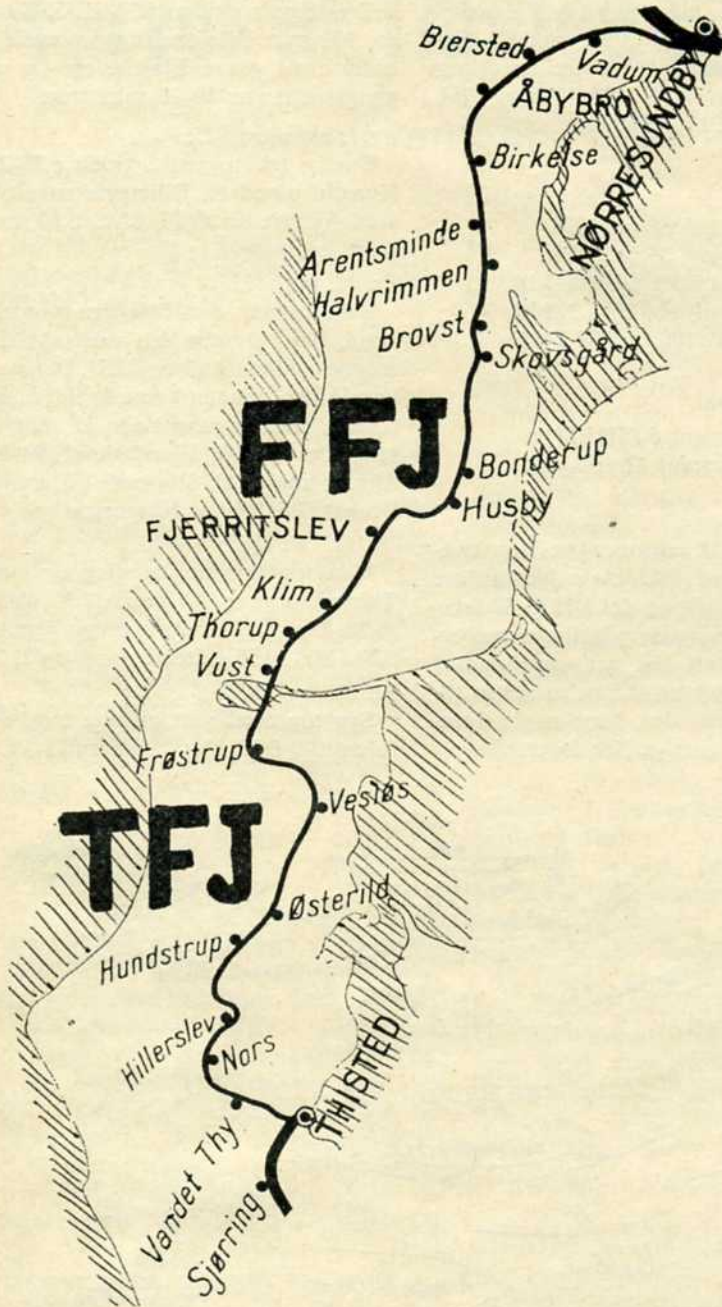 Biersted
Vadum
ÅBYBRO
NØRRESUNDBY
Birkelse
Arentsminde
Halvrimmen
Brovst
Skovsgård
FFJ
Bonderup
Husby
FJERRITSLEV
Klim
Thorup
Vust
Frøstrup
Vesløs
TFJ
Østerild
Hundstrup
Hillerslev
Nors
THISTED
Vandet Thy
Sjørring